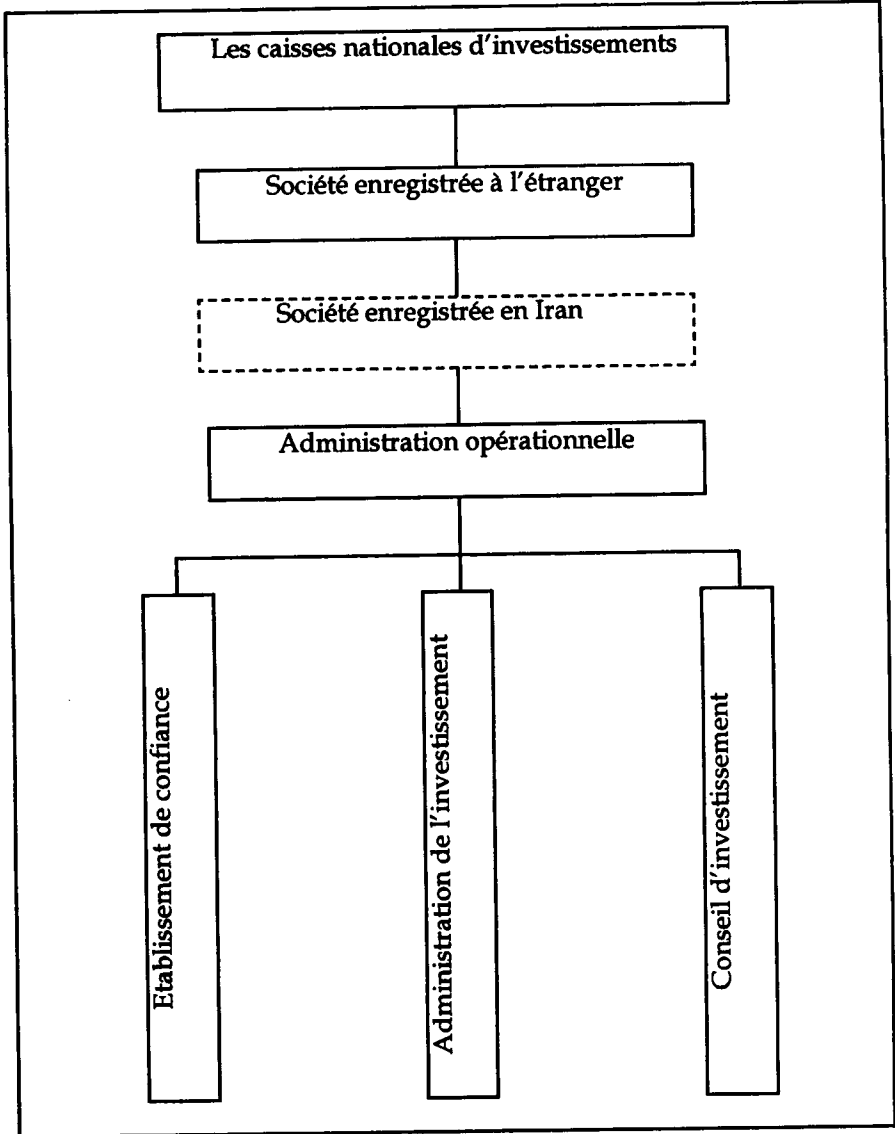 Les caisses nationales d'investissements
Société enregistrée à l'étranger
Société enregistrée en Iran
Administration opérationnelle
Etablissement de confiance
Administration de l'investissement
Conseil d'investissement